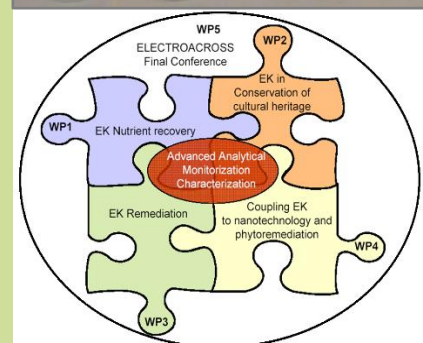 WP5
ELECTROACROSS
Final Conference
WP2
EK in
Conservation of
cultural heritage
WP1
EK Nutrient recovery
Advanced Analytical
Monitorization
Characterization
EK Remediation
Coupling EK
to nanotechnology and
phytoremediation
WP4
WP3